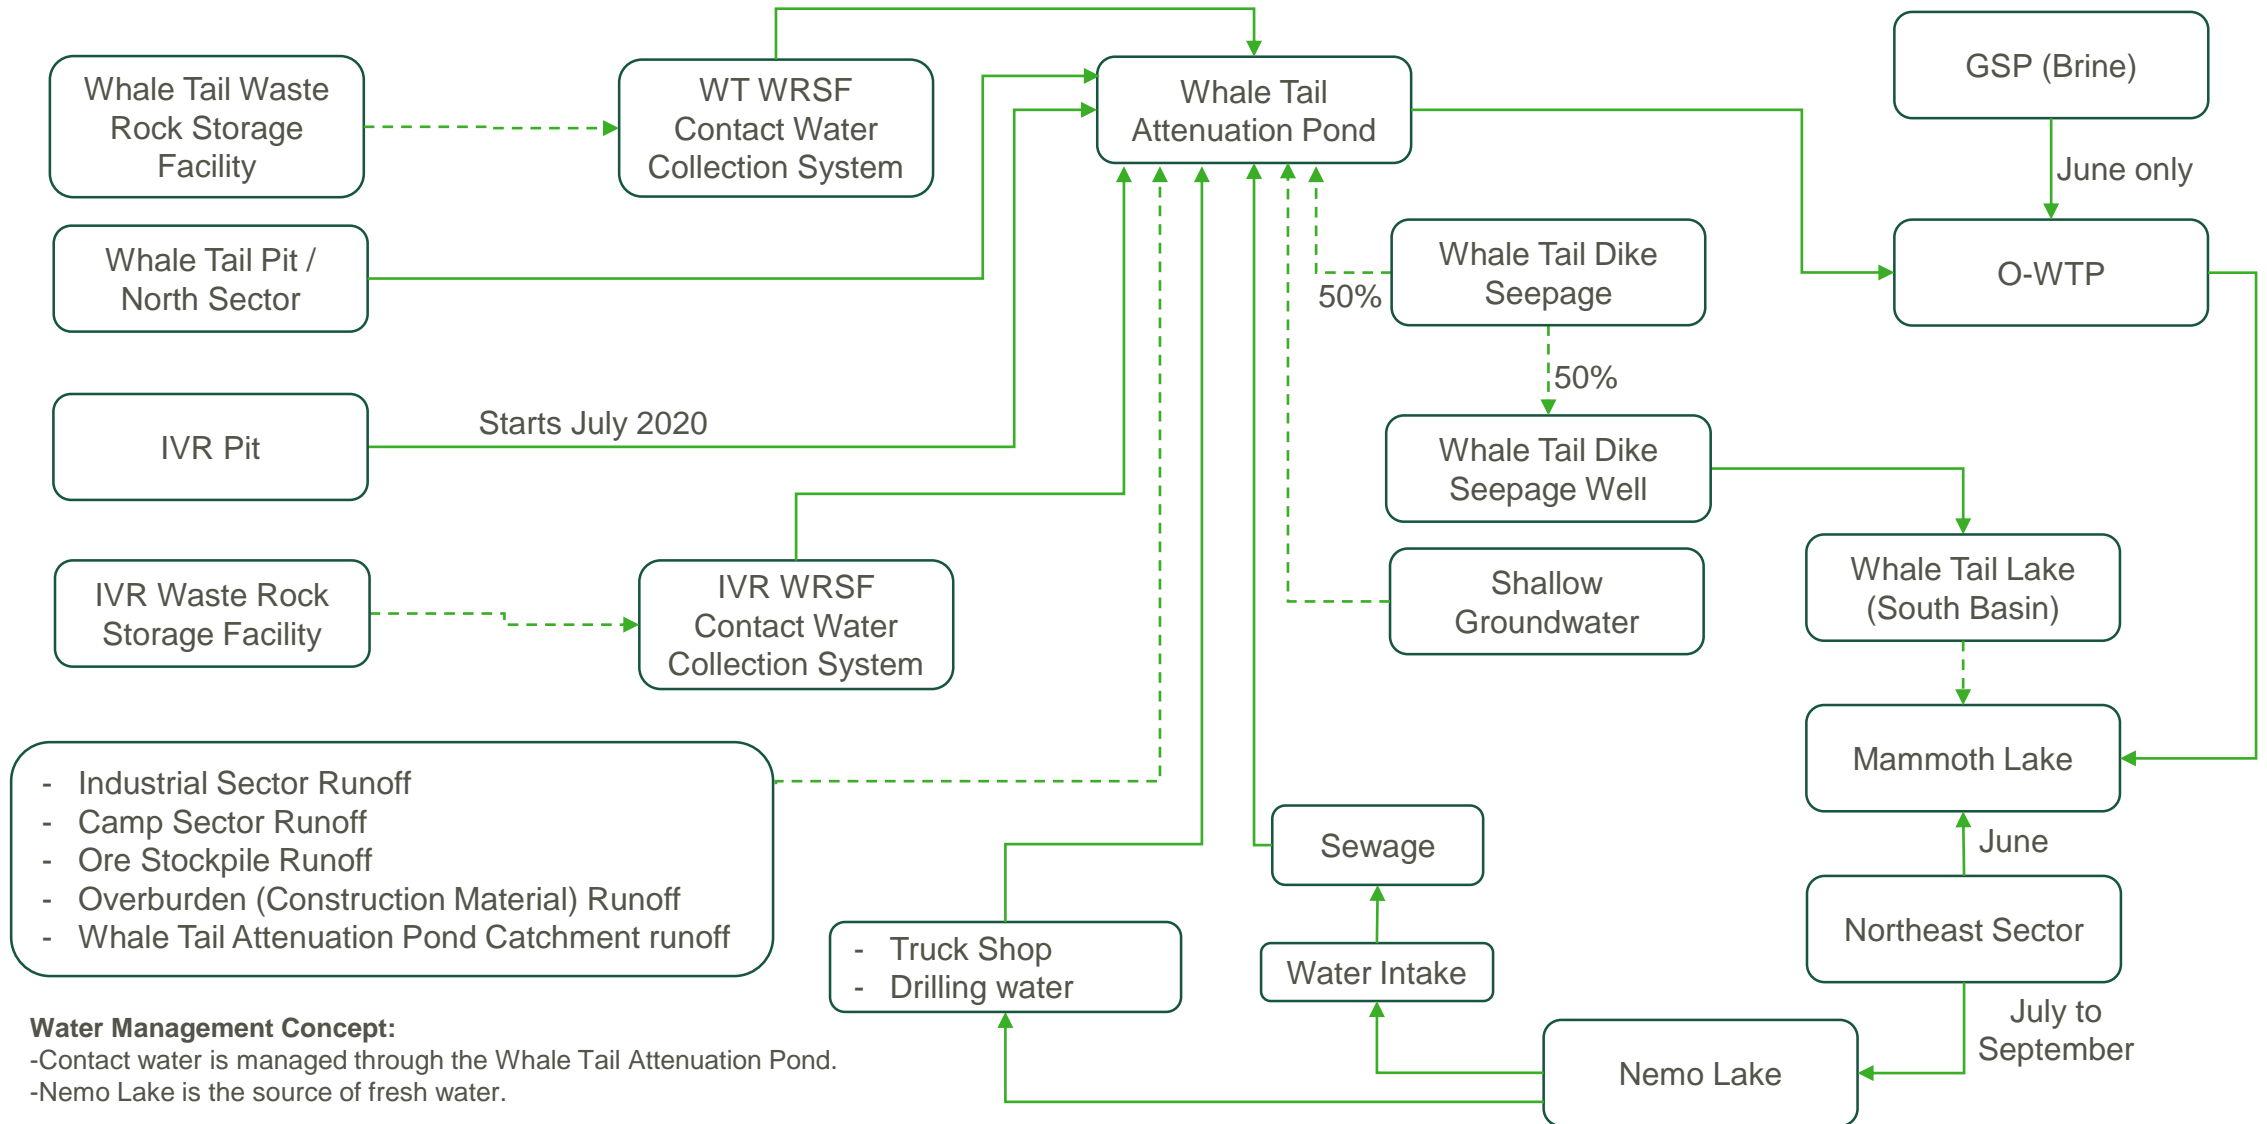 Whale Tail Waste
Rock Storage
Facility
WT WRSF
Contact Water
Collection System
Whale Tail
Attenuation Pond
GSP (Brine)
June only
Whale Tail Pit /
North Sector
Whale Tail Dike
Seepage
50%
O-WTP
50%
IVR Pit
Starts July 2020
Whale Tail Dike
Seepage Well
IVR Waste Rock
Storage Facility
IVR WRSF
Contact Water
Collection System
Shallow
Groundwater
Whale Tail Lake
(South Basin)
Mammoth Lake
- Industrial Sector Runoff
- Camp Sector Runoff
- Ore Stockpile Runoff
- Overburden (Construction Material) Runoff
- Whale Tail Attenuation Pond Catchment runoff
Sewage
June
- Truck Shop
- Drilling water
Water Intake
Northeast Sector
July to
September
Nemo Lake
Water Management Concept:
-Contact water is managed through the Whale Tail Attenuation Pond.
-Nemo Lake is the source of fresh water.